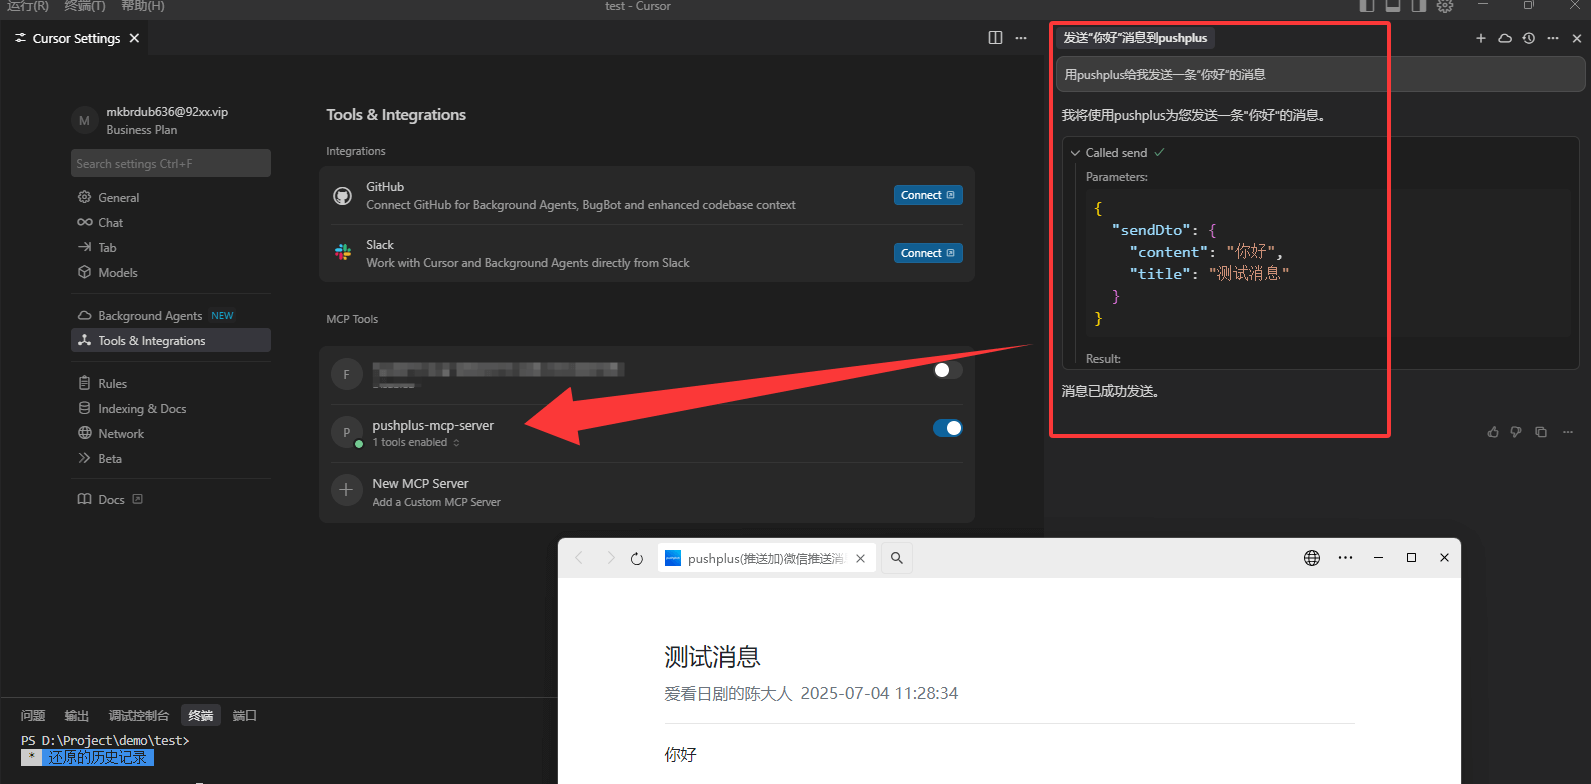 运行(R) 终端(T) 帮助(H)
test - Cursor
Cursor Settings
M
mkbrdub636@92xx.vip
Business Plan
Search settings Ctrl+F
General
Chat
Tab
Models
Background Agents NEW
Tools & Integrations
Rules
Indexing & Docs
Network
Beta
Docs
Tools & Integrations
Integrations
GitHub
Connect GitHub for Background Agents, BugBot and enhanced codebase context
Connect
Slack
Work with Cursor and Background Agents directly from Slack
Connect
MCP Tools
F
P
pushplus-mcp-server
1 tools enabled
New MCP Server
Add a Custom MCP Server
发送"你好"消息到pushplus
用pushplus给我发送一条"你好"的消息
我将使用pushplus为您发送一条"你好"的消息。
Called send
Parameters:
{
"sendDto": {
"content": "你好",
"title": "测试消息"
}
}
Result:
消息已成功发送。
问题 输出 调试控制台 终端 端口
PS D:\Project\demo\test>
* 还原的历史记录
pushplus(推送加)微信推送消
测试消息
爱看日剧的陈大人 2025-07-04 11:28:34
你好